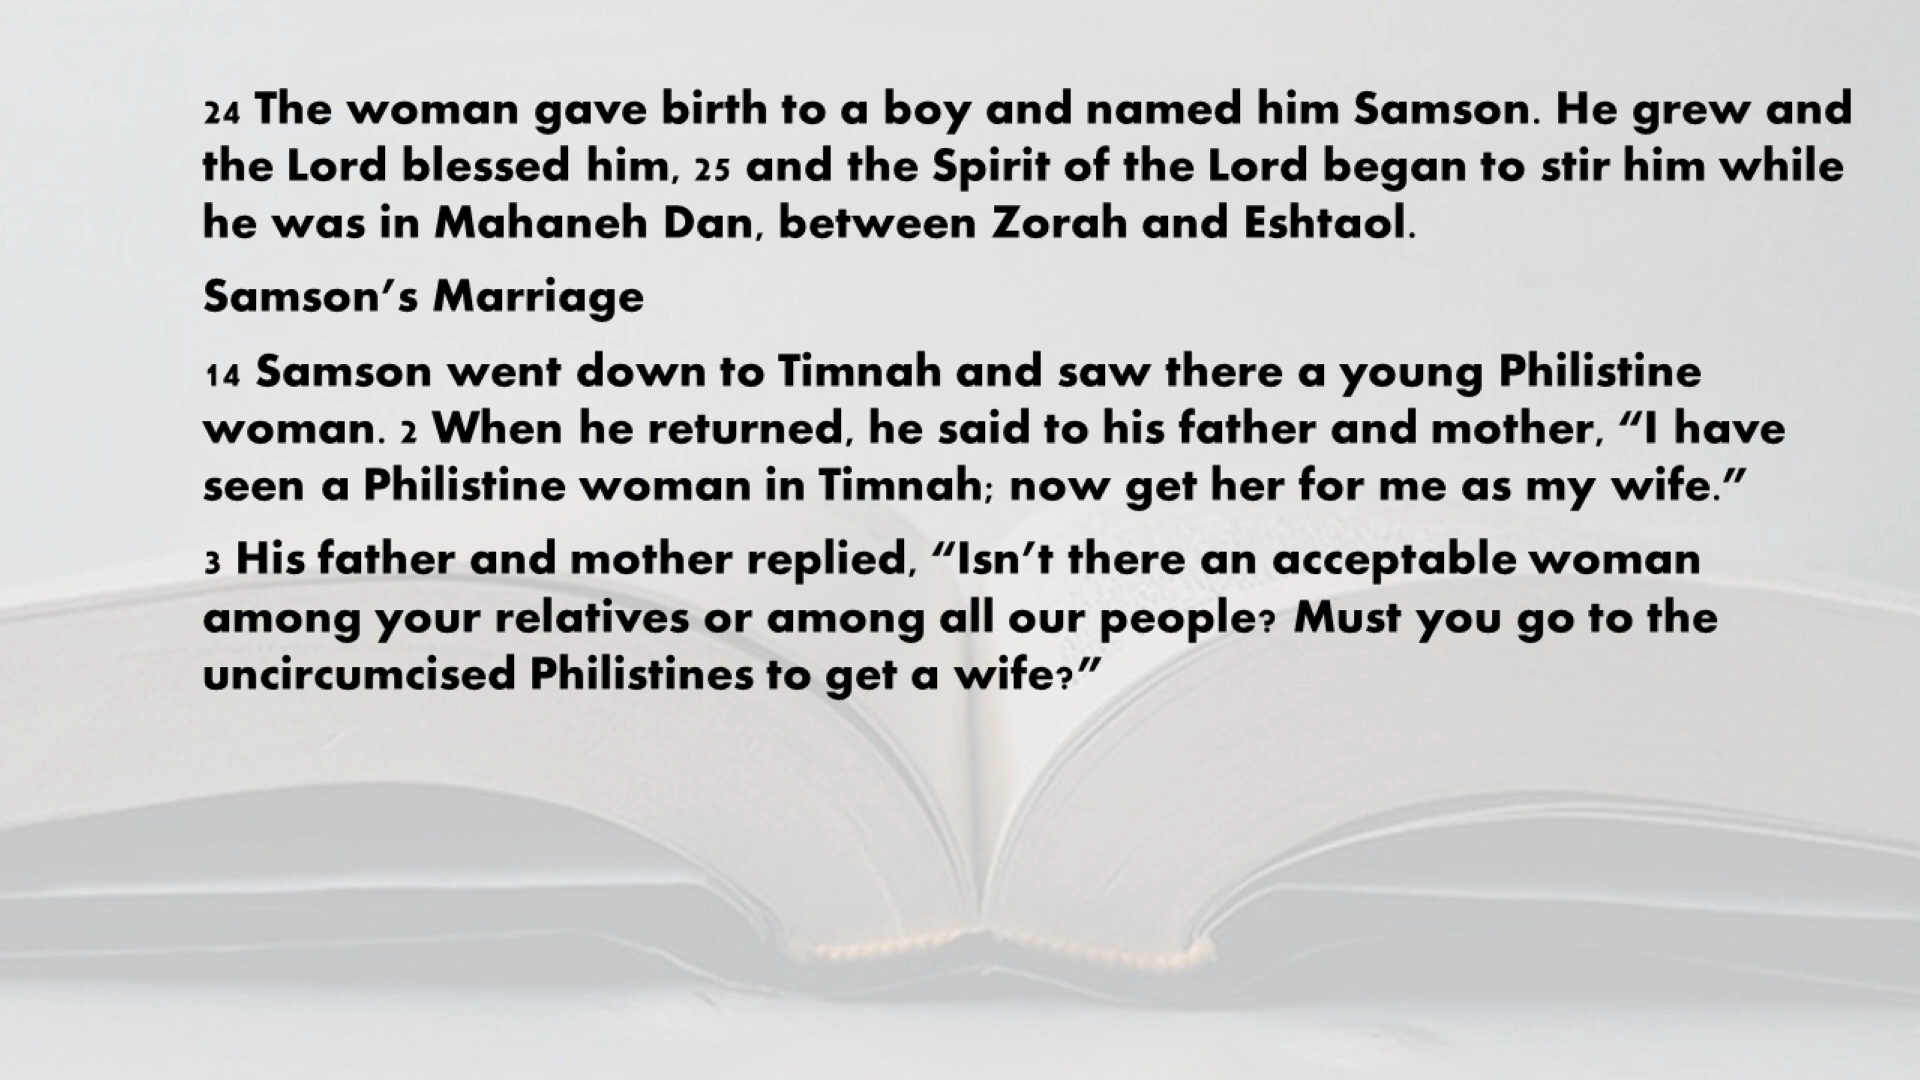 24 The woman gave birth to a boy and named him Samson. He grew and
the Lord blessed him, 25 and the Spirit of the Lord began to stir him while
he was in Mahaneh Dan, between Zorah and Eshtaol.
Samson’s Marriage
14 Samson went down to Timnah and saw there a young Philistine
woman. 2 When he returned, he said to his father and mother, “I have
seen a Philistine woman in Timnah; now get her for me as my wife.”
3 His father and mother replied, “Isn’t there an acceptable woman
among your relatives or among all our people? Must you go to the
uncircumcised Philistines to get a wife?”